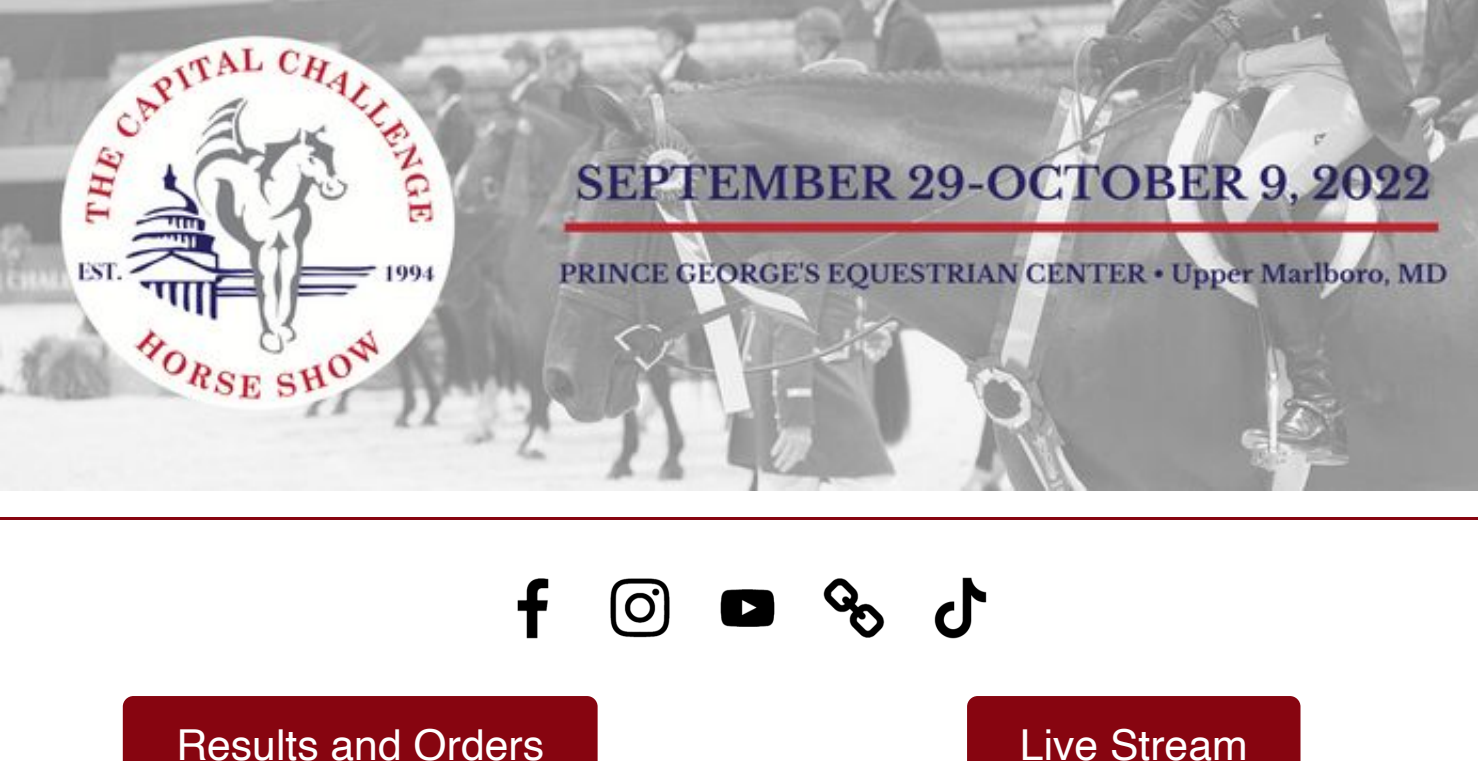 THE CAPITAL CHALLENGE
EST.
1994
HORSE SHOW
SEPTEMBER 29-OCTOBER 9, 2022
PRINCE GEORGE'S EQUESTRIAN CENTER • Upper Marlboro, MD
Results and Orders
Live Stream